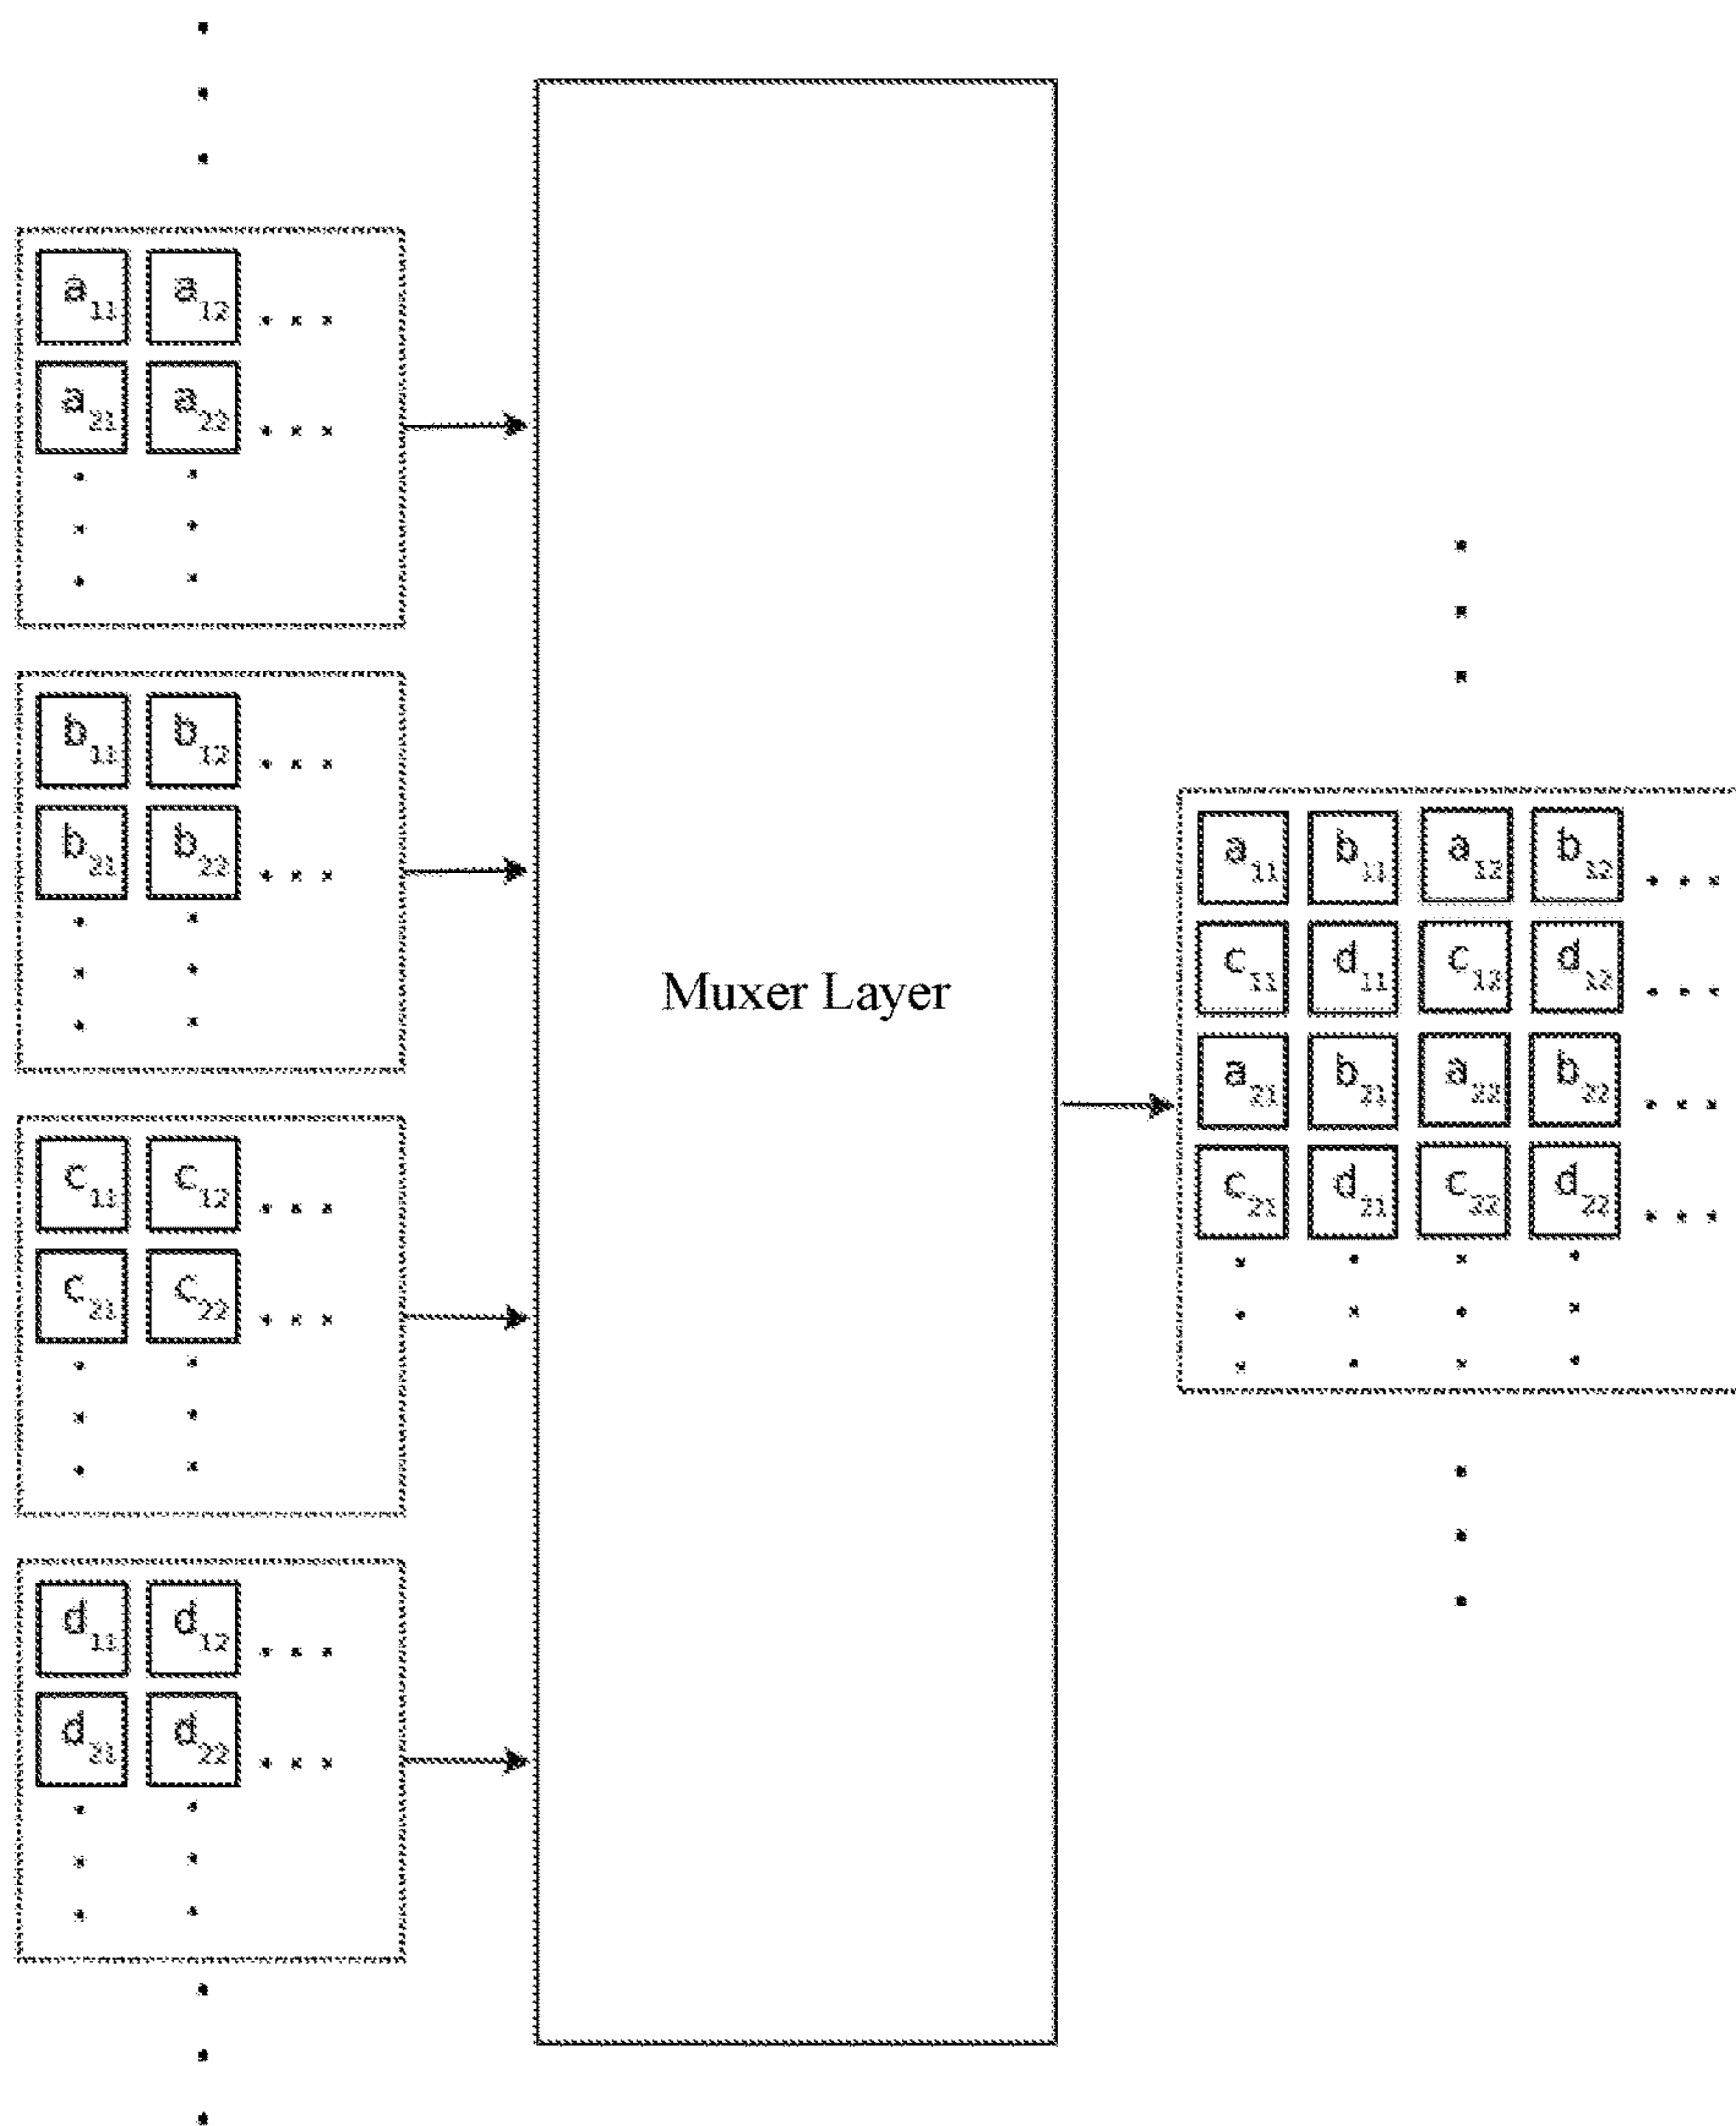 a11 a12 . . .
a21 a22 . . .
b11 b12 . . .
b21 b22 . . .
c11 c12 . . .
c21 c22 . . .
d11 d12 . . .
d21 d22 . . .
Muxer Layer
a11 b11 a12 b12 . . .
c11 d11 c12 d12 . . .
a21 b21 a22 b22 . . .
c21 d21 c22 d22 . . .